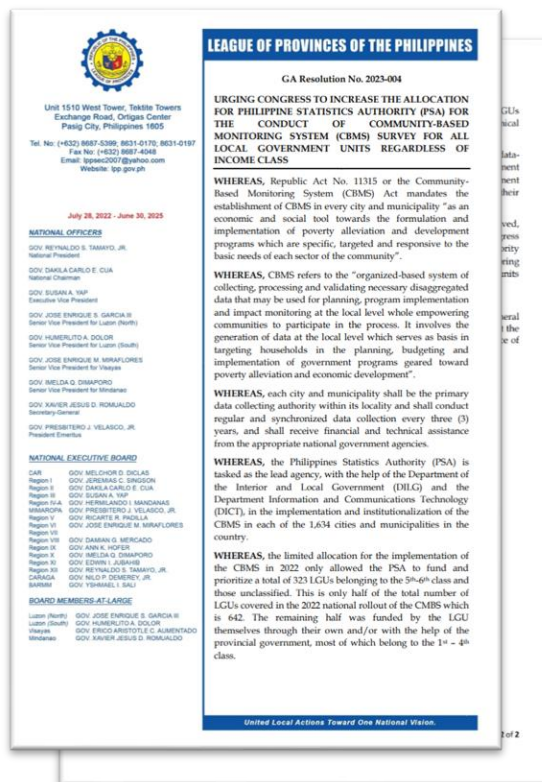 LEAGUE OF PROVINCES OF THE PHILIPPINES
Unit 1510 West Tower, Tektite Towers
Exchange Road, Ortigas Center
Pasig City, Philippines 1605
Tel. No: (+632) 8687-5399; 8631-0170; 8631-0197
Fax No: (+632) 8687-4048
Email: lppsec2007@yahoo.com
Website: lpp.gov.ph
July 28, 2022 - June 30, 2025
NATIONAL OFFICERS
GOV. REYNALDO S. TAMAYO, JR.
National President
GOV. DAKILA CARLO E. CUA
National Chairman
GOV. SUSAN A. YAP
Executive Vice President
GOV. JOSE ENRIQUE S. GARCIA III
Senior Vice President for Luzon (North)
GOV. HUMERLITO A. DOLOR
Senior Vice President for Luzon (South)
GOV. JOSE ENRIQUE M. MIRAFLORES
Senior Vice President for Visayas
GOV. IMELDA Q. DIMAPORO
Senior Vice President for Mindanao
GOV. XAVIER JESUS D. ROMUALDO
Secretary-General
GOV. PRESBITERO J. VELASCO, JR.
President Emeritus
NATIONAL EXECUTIVE BOARD
CAR GOV. MELCHOR D. DICLAS
Region I GOV. JEREMIAS C. SINGSON
Region II GOV. DAKILA CARLO E. CUA
Region III GOV. SUSAN A. YAP
Region IV-A GOV. HERMILANDO I. MANDANAS
MIMAROPA GOV. PRESBITERO J. VELASCO, JR.
Region V GOV. RICARTE R. PADILLA
Region VI GOV. JOSE ENRIQUE M. MIRAFLORES
Region VII
Region VIII GOV. DAMIAN G. MERCADO
Region IX GOV. ANN K. HOFER
Region X GOV. IMELDA Q. DIMAPORO
Region XI GOV. EDWIN I. JUBAHIB
Region XII GOV. REYNALDO S. TAMAYO, JR.
CARAGA GOV. NILO P. DEMEREY, JR.
BARMM GOV. YSHMAEL I. SALI
BOARD MEMBERS-AT-LARGE
Luzon (North) GOV. JOSE ENRIQUE S. GARCIA III
Luzon (South) GOV. HUMERLITO A. DOLOR
Visayas GOV. ERICO ARISTOTLE C. AUMENTADO
Mindanao GOV. XAVIER JESUS D. ROMUALDO
GA Resolution No. 2023-004
URGING CONGRESS TO INCREASE THE ALLOCATION
FOR PHILIPPINE STATISTICS AUTHORITY (PSA) FOR
THE CONDUCT OF COMMUNITY-BASED
MONITORING SYSTEM (CBMS) SURVEY FOR ALL
LOCAL GOVERNMENT UNITS REGARDLESS OF
INCOME CLASS
WHEREAS, Republic Act No. 11315 or the Community-
Based Monitoring System (CBMS) Act mandates the
establishment of CBMS in every city and municipality "as an
economic and social tool towards the formulation and
implementation of poverty alleviation and development
programs which are specific, targeted and responsive to the
basic needs of each sector of the community".
WHEREAS, CBMS refers to the "organized-based system of
collecting, processing and validating necessary disaggregated
data that may be used for planning, program implementation
and impact monitoring at the local level whole empowering
communities to participate in the process. It involves the
generation of data at the local level which serves as basis in
targeting households in the planning, budgeting and
implementation of government programs geared toward
poverty alleviation and economic development".
WHEREAS, each city and municipality shall be the primary
data collecting authority within its locality and shall conduct
regular and synchronized data collection every three (3)
years, and shall receive financial and technical assistance
from the appropriate national government agencies.
WHEREAS, the Philippines Statistics Authority (PSA) is
tasked as the lead agency, with the help of the Department of
the Interior and Local Government (DILG) and the
Department Information and Communications Technology
(DICT), in the implementation and institutionalization of the
CBMS in each of the 1,634 cities and municipalities in the
country.
WHEREAS, the limited allocation for the implementation of
the CBMS in 2022 only allowed the PSA to fund and
prioritize a total of 323 LGUs belonging to the 5th-6th class and
those unclassified. This is only half of the total number of
LGUs covered in the 2022 national rollout of the CMBS which
is 642. The remaining half was funded by the LGU
themselves through their own and/or with the help of the
provincial government, most of which belong to the 1st – 4th
class.
United Local Actions Toward One National Vision.
GUs
of 2